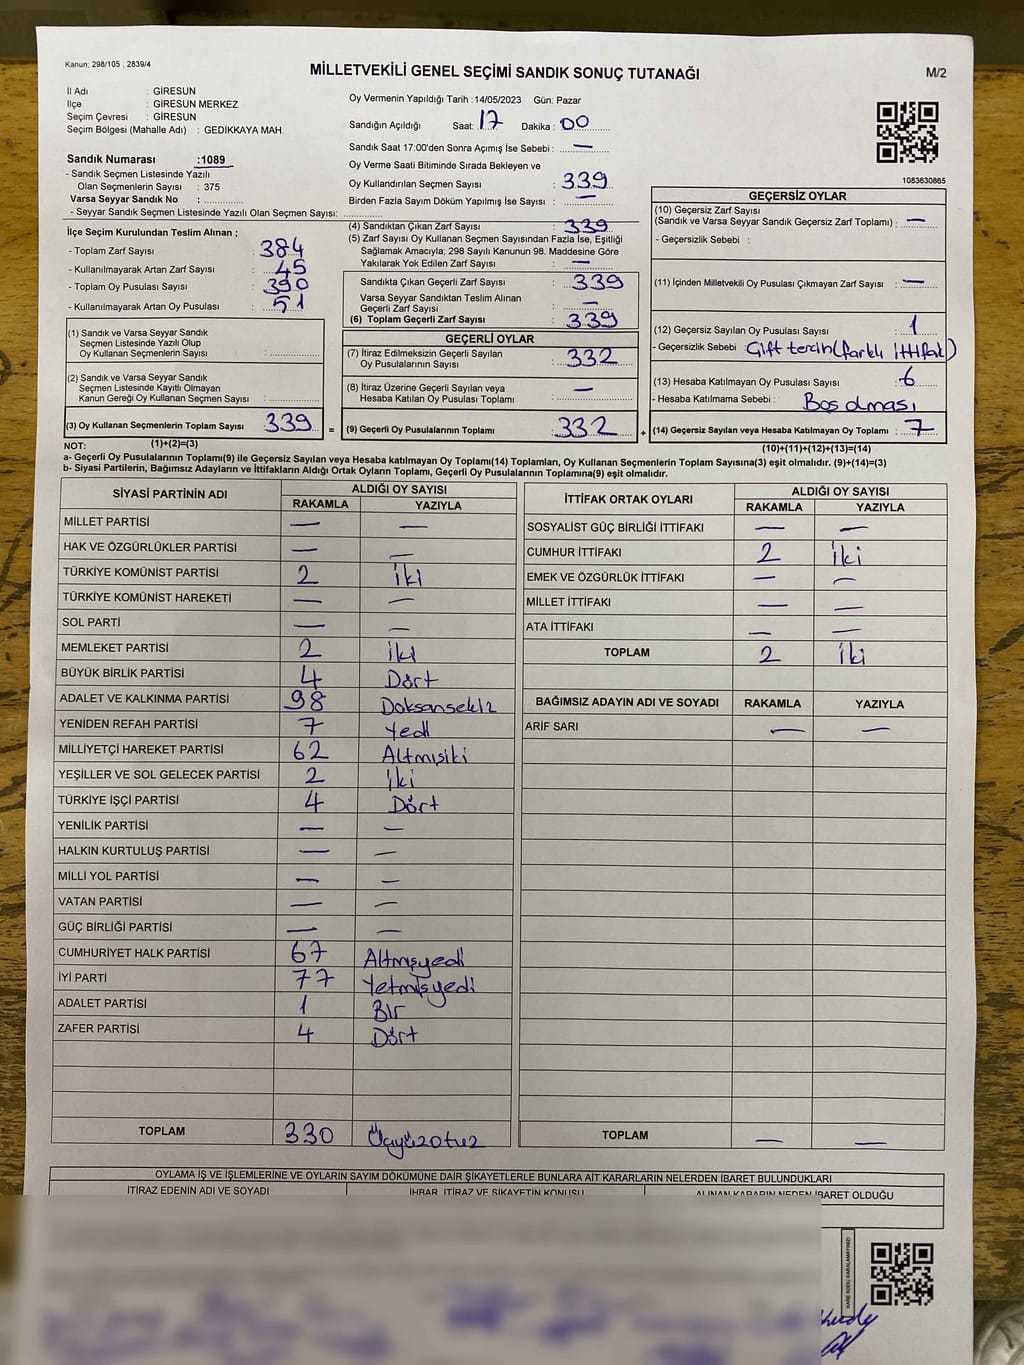 Kanun; 298/105 , 2839/4
MİLLETVEKİLİ GENEL SEÇİMİ SANDIK SONUÇ TUTANAĞI
M/2
İl Adı : GİRESUN
İlçe : GİRESUN MERKEZ
Seçim Çevresi : GİRESUN
Seçim Bölgesi (Mahalle Adı) : GEDİKKAYA MAH.
Sandık Numarası :1089
- Sandık Seçmen Listesinde Yazılı
Olan Seçmenlerin Sayısı : 375
Varsa Seyyar Sandık No :
- Seyyar Sandık Seçmen Listesinde Yazılı Olan Seçmen Sayısı:
İlçe Seçim Kurulundan Teslim Alınan ;
- Toplam Zarf Sayısı : 384
- Kullanılmayarak Artan Zarf Sayısı : 45
- Toplam Oy Pusulası Sayısı : 390
- Kullanılmayarak Artan Oy Pusulası : 51
(1) Sandık ve Varsa Seyyar Sandık
Seçmen Listesinde Yazılı Olup
Oy Kullanan Seçmenlerin Sayısı :
(2) Sandık ve Varsa Seyyar Sandık
Seçmen Listesinde Kayıtlı Olmayan
Kanun Gereği Oy Kullanan Seçmen Sayısı :
(3) Oy Kullanan Seçmenlerin Toplam Sayısı : 339 =
Oy Vermenin Yapıldığı Tarih :14/05/2023 Gün: Pazar
Sandığın Açıldığı Saat: 17 Dakika : 00
Sandık Saat 17:00'den Sonra Açımış İse Sebebi : —
Oy Verme Saati Bitiminde Sırada Bekleyen ve
Oy Kullandırılan Seçmen Sayısı : 339
Birden Fazla Sayım Döküm Yapılmış İse Sayısı : —
(4) Sandıktan Çıkan Zarf Sayısı : 339
(5) Zarf Sayısı Oy Kullanan Seçmen Sayısından Fazla İse, Eşitliği
Sağlamak Amacıyla; 298 Sayılı Kanunun 98. Maddesine Göre
Yakılarak Yok Edilen Zarf Sayısı : —
Sandıkta Çıkan Geçerli Zarf Sayısı : 339
Varsa Seyyar Sandıktan Teslim Alınan
Geçerli Zarf Sayısı : —
(6) Toplam Geçerli Zarf Sayısı : 339
GEÇERLİ OYLAR
(7) İtiraz Edilmeksizin Geçerli Sayılan
Oy Pusulalarının Sayısı : 332
(8) İtiraz Üzerine Geçerli Sayılan veya
Hesaba Katılan Oy Pusulası Toplamı : —
(9) Geçerli Oy Pusulalarının Toplamı : 332 +
1083630865
GEÇERSİZ OYLAR
(10) Geçersiz Zarf Sayısı
(Sandık ve Varsa Seyyar Sandık Geçersiz Zarf Toplamı) : —
- Geçersizlik Sebebi :
(11) İçinden Milletvekili Oy Pusulası Çıkmayan Zarf Sayısı : —
(12) Geçersiz Sayılan Oy Pusulası Sayısı : 1
- Geçersizlik Sebebi : Çift tercih (farklı ittifak)
(13) Hesaba Katılmayan Oy Pusulası Sayısı : 6
- Hesaba Katılmama Sebebi : Boş olması
(14) Geçersiz Sayılan veya Hesaba Katılmayan Oy Toplamı : 7
NOT: (1)+(2)=(3)
(10)+(11)+(12)+(13)=(14)
a- Geçerli Oy Pusulalarının Toplamı(9) ile Geçersiz Sayılan veya Hesaba katılmayan Oy Toplamı(14) Toplamları, Oy Kullanan Seçmenlerin Toplam Sayısına(3) eşit olmalıdır. (9)+(14)=(3)
b- Siyasi Partilerin, Bağımsız Adayların ve İttifakların Aldığı Ortak Oyların Toplamı, Geçerli Oy Pusulalarının Toplamına(9) eşit olmalıdır.
SİYASİ PARTİNİN ADI ALDIĞI OY SAYISI
RAKAMLA YAZIYLA
MİLLET PARTİSİ — —
HAK VE ÖZGÜRLÜKLER PARTİSİ — —
TÜRKİYE KOMÜNİST PARTİSİ 2 İki
TÜRKİYE KOMÜNİST HAREKETİ — —
SOL PARTİ — —
MEMLEKET PARTİSİ 2 İki
BÜYÜK BİRLİK PARTİSİ 4 Dört
ADALET VE KALKINMA PARTİSİ 98 Doksansekiz
YENİDEN REFAH PARTİSİ 7 Yedi
MİLLİYETÇİ HAREKET PARTİSİ 62 Altmışiki
YEŞİLLER VE SOL GELECEK PARTİSİ 2 İki
TÜRKİYE İŞÇİ PARTİSİ 4 Dört
YENİLİK PARTİSİ — —
HALKIN KURTULUŞ PARTİSİ — —
MİLLİ YOL PARTİSİ — —
VATAN PARTİSİ — —
GÜÇ BİRLİĞİ PARTİSİ — —
CUMHURİYET HALK PARTİSİ 67 Altmışyedi
İYİ PARTİ 77 Yetmişyedi
ADALET PARTİSİ 1 Bir
ZAFER PARTİSİ 4 Dört
TOPLAM 330 Üçyüzotuz
İTTİFAK ORTAK OYLARI ALDIĞI OY SAYISI
RAKAMLA YAZIYLA
SOSYALİST GÜÇ BİRLİĞİ İTTİFAKI — —
CUMHUR İTTİFAKI 2 İki
EMEK VE ÖZGÜRLÜK İTTİFAKI — —
MİLLET İTTİFAKI — —
ATA İTTİFAKI — —
TOPLAM 2 İki
BAĞIMSIZ ADAYIN ADI VE SOYADI RAKAMLA YAZIYLA
ARİF SARI — —
TOPLAM — —
OYLAMA İŞ VE İŞLEMLERİNE VE OYLARIN SAYIM DÖKÜMÜNE DAİR ŞİKAYETLERLE BUNLARA AİT KARARLARIN NELERDEN İBARET BULUNDUKLARI
İTİRAZ EDENİN ADI VE SOYADI İHBAR, İTİRAZ VE ŞİKAYETİN KONUSU ALINAN KARARIN NEDEN İBARET OLDUĞU
KARE KODU KARALAMAYINIZ!